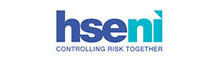 hseni
CONTROLLING RISK TOGETHER